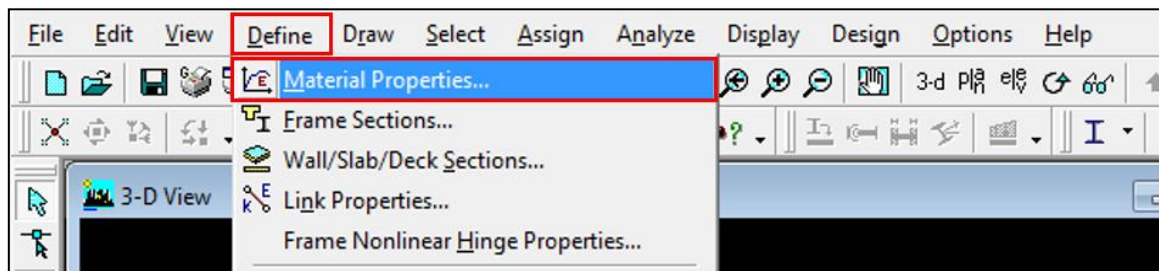 File Edit View Define Draw Select Assign Analyze Display Design Options Help
E Material Properties... 3-d
Frame Sections...
Wall/Slab/Deck Sections...
3-D View
Link Properties...
Frame Nonlinear Hinge Properties...